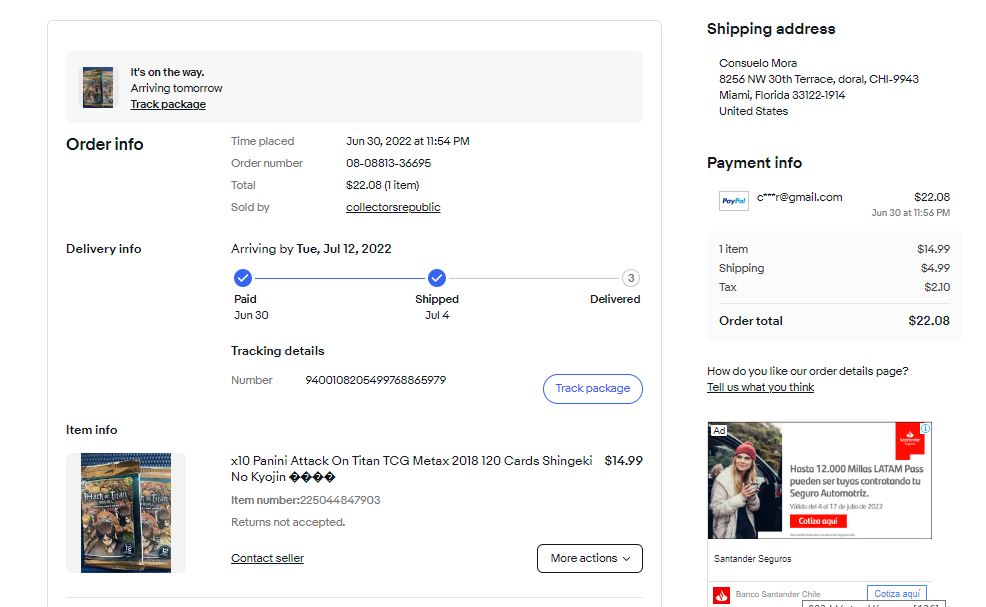 It's on the way.
Arriving tomorrow
Track package
Order info
Time placed Jun 30, 2022 at 11:54 PM
Order number 08-08813-36695
Total $22.08 (1 item)
Sold by collectorsrepublic
Delivery info
Arriving by Tue, Jul 12, 2022
3
Paid Shipped Delivered
Jun 30 Jul 4
Tracking details
Number 9400108205499768865979
Track package
Item info
x10 Panini Attack On Titan TCG Metax 2018 120 Cards Shingeki $14.99
No Kyojin ����
Item number:225044847903
Returns not accepted.
Contact seller
More actions
Attack on Titan
Shipping address
Consuelo Mora
8256 NW 30th Terrace, doral, CHI-9943
Miami, Florida 33122-1914
United States
Payment info
PayPal c***r@gmail.com $22.08
Jun 30 at 11:56 PM
1 item $14.99
Shipping $4.99
Tax $2.10
Order total $22.08
How do you like our order details page?
Tell us what you think
Ad
Santander
Hasta 12.000 Millas LATAM Pass
pueden ser tuyos contratando tu
Seguro Automotriz.
Válido del 4 al 17 de julio de 2022
Cotiza aquí
Santander Seguros
Banco Santander Chile
Cotiza aquí